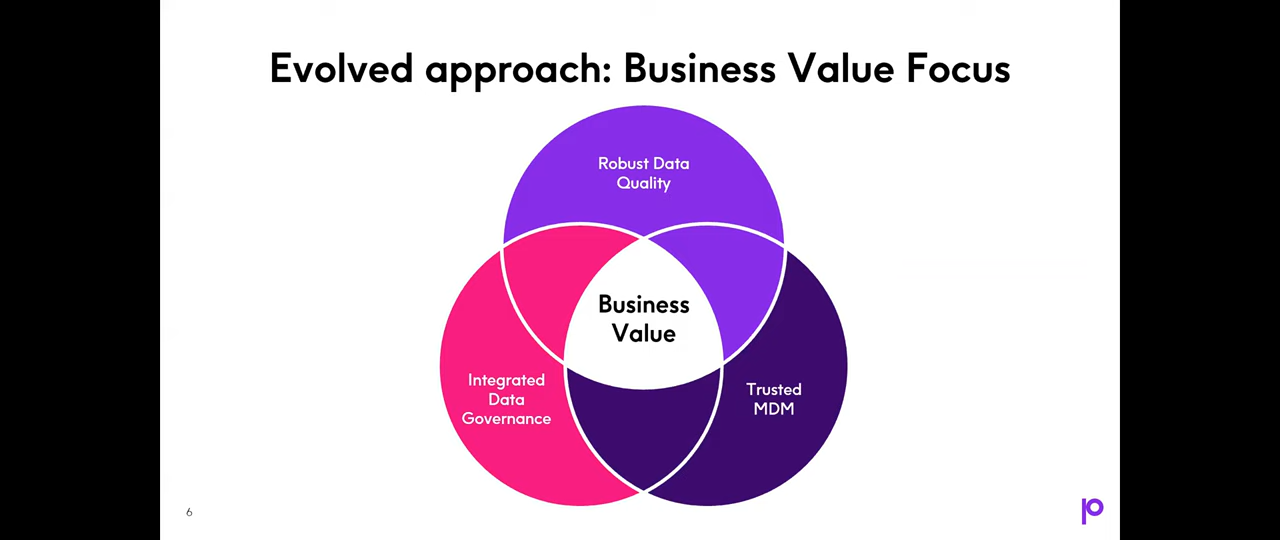 Evolved approach: Business Value Focus
Robust Data
Quality
Business
Value
Integrated
Data
Governance
Trusted
MDM
6